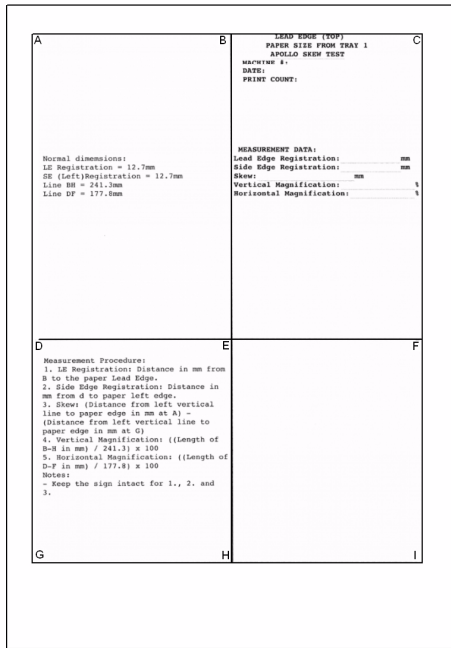 A
B
C
LEAD EDGE (TOP)
PAPER SIZE FROM TRAY 1
APOLLO SKEW TEST
MACHINE #:
DATE:
PRINT COUNT:
Normal dimensions:
LE Registration = 12.7mm
SE (Left)Registration = 12.7mm
Line BH = 241.3mm
Line DF = 177.8mm
MEASUREMENT DATA:
Lead Edge Registration: mm
Side Edge Registration: mm
Skew: mm
Vertical Magnification: %
Horizontal Magnification: %
D
E
F
Measurement Procedure:
1. LE Registration: Distance in mm from
B to the paper Lead Edge.
2. Side Edge Registration: Distance in
mm from d to paper left edge.
3. Skew: (Distance from left vertical
line to paper edge in mm at A) -
(Distance from left vertical line to
paper edge in mm at G)
4. Vertical Magnification: ((Length of
B-H in mm) / 241.3) x 100
5. Horizontal Magnification: ((Length of
D-F in mm) / 177.8) x 100
Notes:
- Keep the sign intact for 1., 2. and
3.
G
H
I